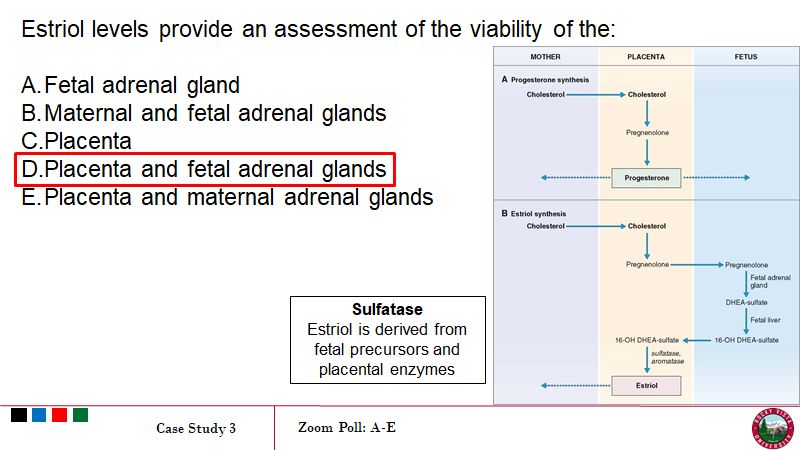 Estriol levels provide an assessment of the viability of the:
A. Fetal adrenal gland
B. Maternal and fetal adrenal glands
C. Placenta
D. Placenta and fetal adrenal glands
E. Placenta and maternal adrenal glands
MOTHER PLACENTA FETUS
A Progesterone synthesis
Cholesterol Cholesterol
Pregnenolone
Progesterone
B Estriol synthesis
Cholesterol Cholesterol
Pregnenolone Pregnenolone
Fetal adrenal
gland
DHEA-sulfate
Fetal liver
16-OH DHEA-sulfate 16-OH DHEA-sulfate
sulfatase,
aromatase
Estriol
Sulfatase
Estriol is derived from
fetal precursors and
placental enzymes
Case Study 3
Zoom Poll: A-E
ROCKY VISTA
UNIVERSITY